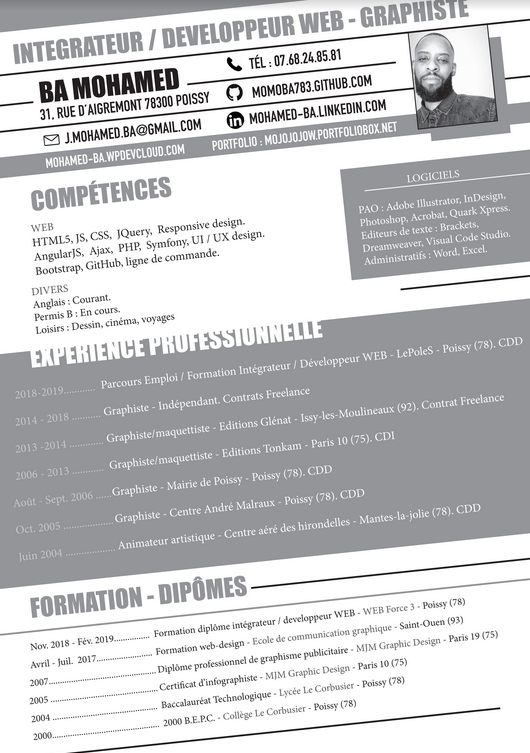 INTEGRATEUR / DEVELOPPEUR WEB - GRAPHISTE
BA MOHAMED
31, RUE D'AIGREMONT 78300 POISSY
J.MOHAMED.BA@GMAIL.COM
MOHAMED-BA.WPDEVCLOUD.COM
TÉL : 07.68.24.85.81
MOMOBA783.GITHUB.COM
MOHAMED-BA.LINKEDIN.COM
PORTFOLIO : MOJOJOJOW.PORTFOLIOBOX.NET
COMPÉTENCES
WEB
HTML5, JS, CSS, JQuery, Responsive design.
AngularJS, Ajax, PHP, Symfony, UI / UX design.
Bootstrap, GitHub, ligne de commande.
DIVERS
Anglais : Courant.
Permis B : En cours.
Loisirs : Dessin, cinéma, voyages
LOGICIELS
PAO : Adobe Illustrator, InDesign,
Photoshop, Acrobat, Quark Xpress.
Editeurs de texte : Brackets,
Dreamweaver, Visual Code Studio.
Administratifs : Word, Excel.
EXPERIENCE PROFESSIONNELLE
2018-2019........... Parcours Emploi / Formation Intégrateur / Développeur WEB - LePoleS - Poissy (78). CDD
2014 - 2018 .......... Graphiste - Indépendant. Contrats Freelance
2013 -2014 .......... Graphiste/maquettiste - Editions Glénat - Issy-les-Moulineaux (92). Contrat Freelance
2006 - 2013 .......... Graphiste/maquettiste - Editions Tonkam - Paris 10 (75). CDI
Août - Sept. 2006 ..... Graphiste - Mairie de Poissy - Poissy (78). CDD
Oct. 2005 ................. Graphiste - Centre André Malraux - Poissy (78). CDD
Juin 2004 ................. Animateur artistique - Centre aéré des hirondelles - Mantes-la-jolie (78). CDD
FORMATION - DIPÔMES
Nov. 2018 - Fév. 2019............. Formation diplôme intégrateur / developpeur WEB - WEB Force 3 - Poissy (78)
Avril - Juil. 2017.................... Formation web-design - Ecole de communication graphique - Saint-Ouen (93)
2007....................................... Diplôme professionel de graphisme publicitaire - MJM Graphic Design - Paris 19 (75)
2005 ...................................... Certificat d'infographiste - MJM Graphic Design - Paris 10 (75)
2004 ...................................... Baccalauréat Technologique - Lycée Le Corbusier - Poissy (78)
2000....................................... 2000 B.E.P.C. - Collège Le Corbusier - Poissy (78)